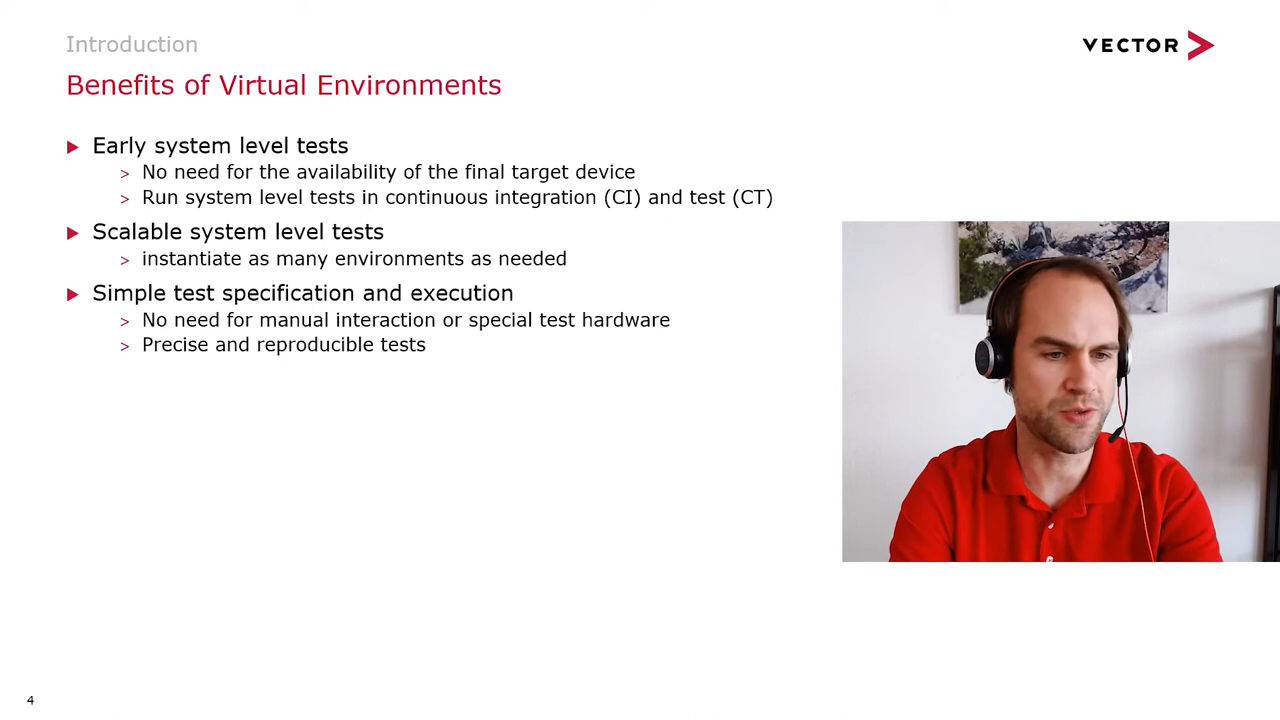 Introduction
VECTOR
Benefits of Virtual Environments
Early system level tests
> No need for the availability of the final target device
> Run system level tests in continuous integration (CI) and test (CT)
Scalable system level tests
> instantiate as many environments as needed
Simple test specification and execution
> No need for manual interaction or special test hardware
> Precise and reproducible tests
4